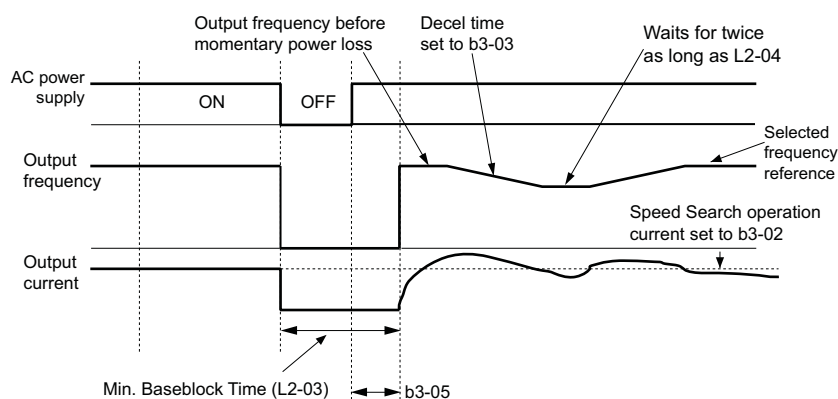 Output frequency before
momentary power loss
Decel time
set to b3-03
Waits for twice
as long as L2-04
AC power
supply
ON
OFF
Output
frequency
Selected
frequency
reference
Speed Search operation
current set to b3-02
Output
current
Min. Baseblock Time (L2-03)
b3-05